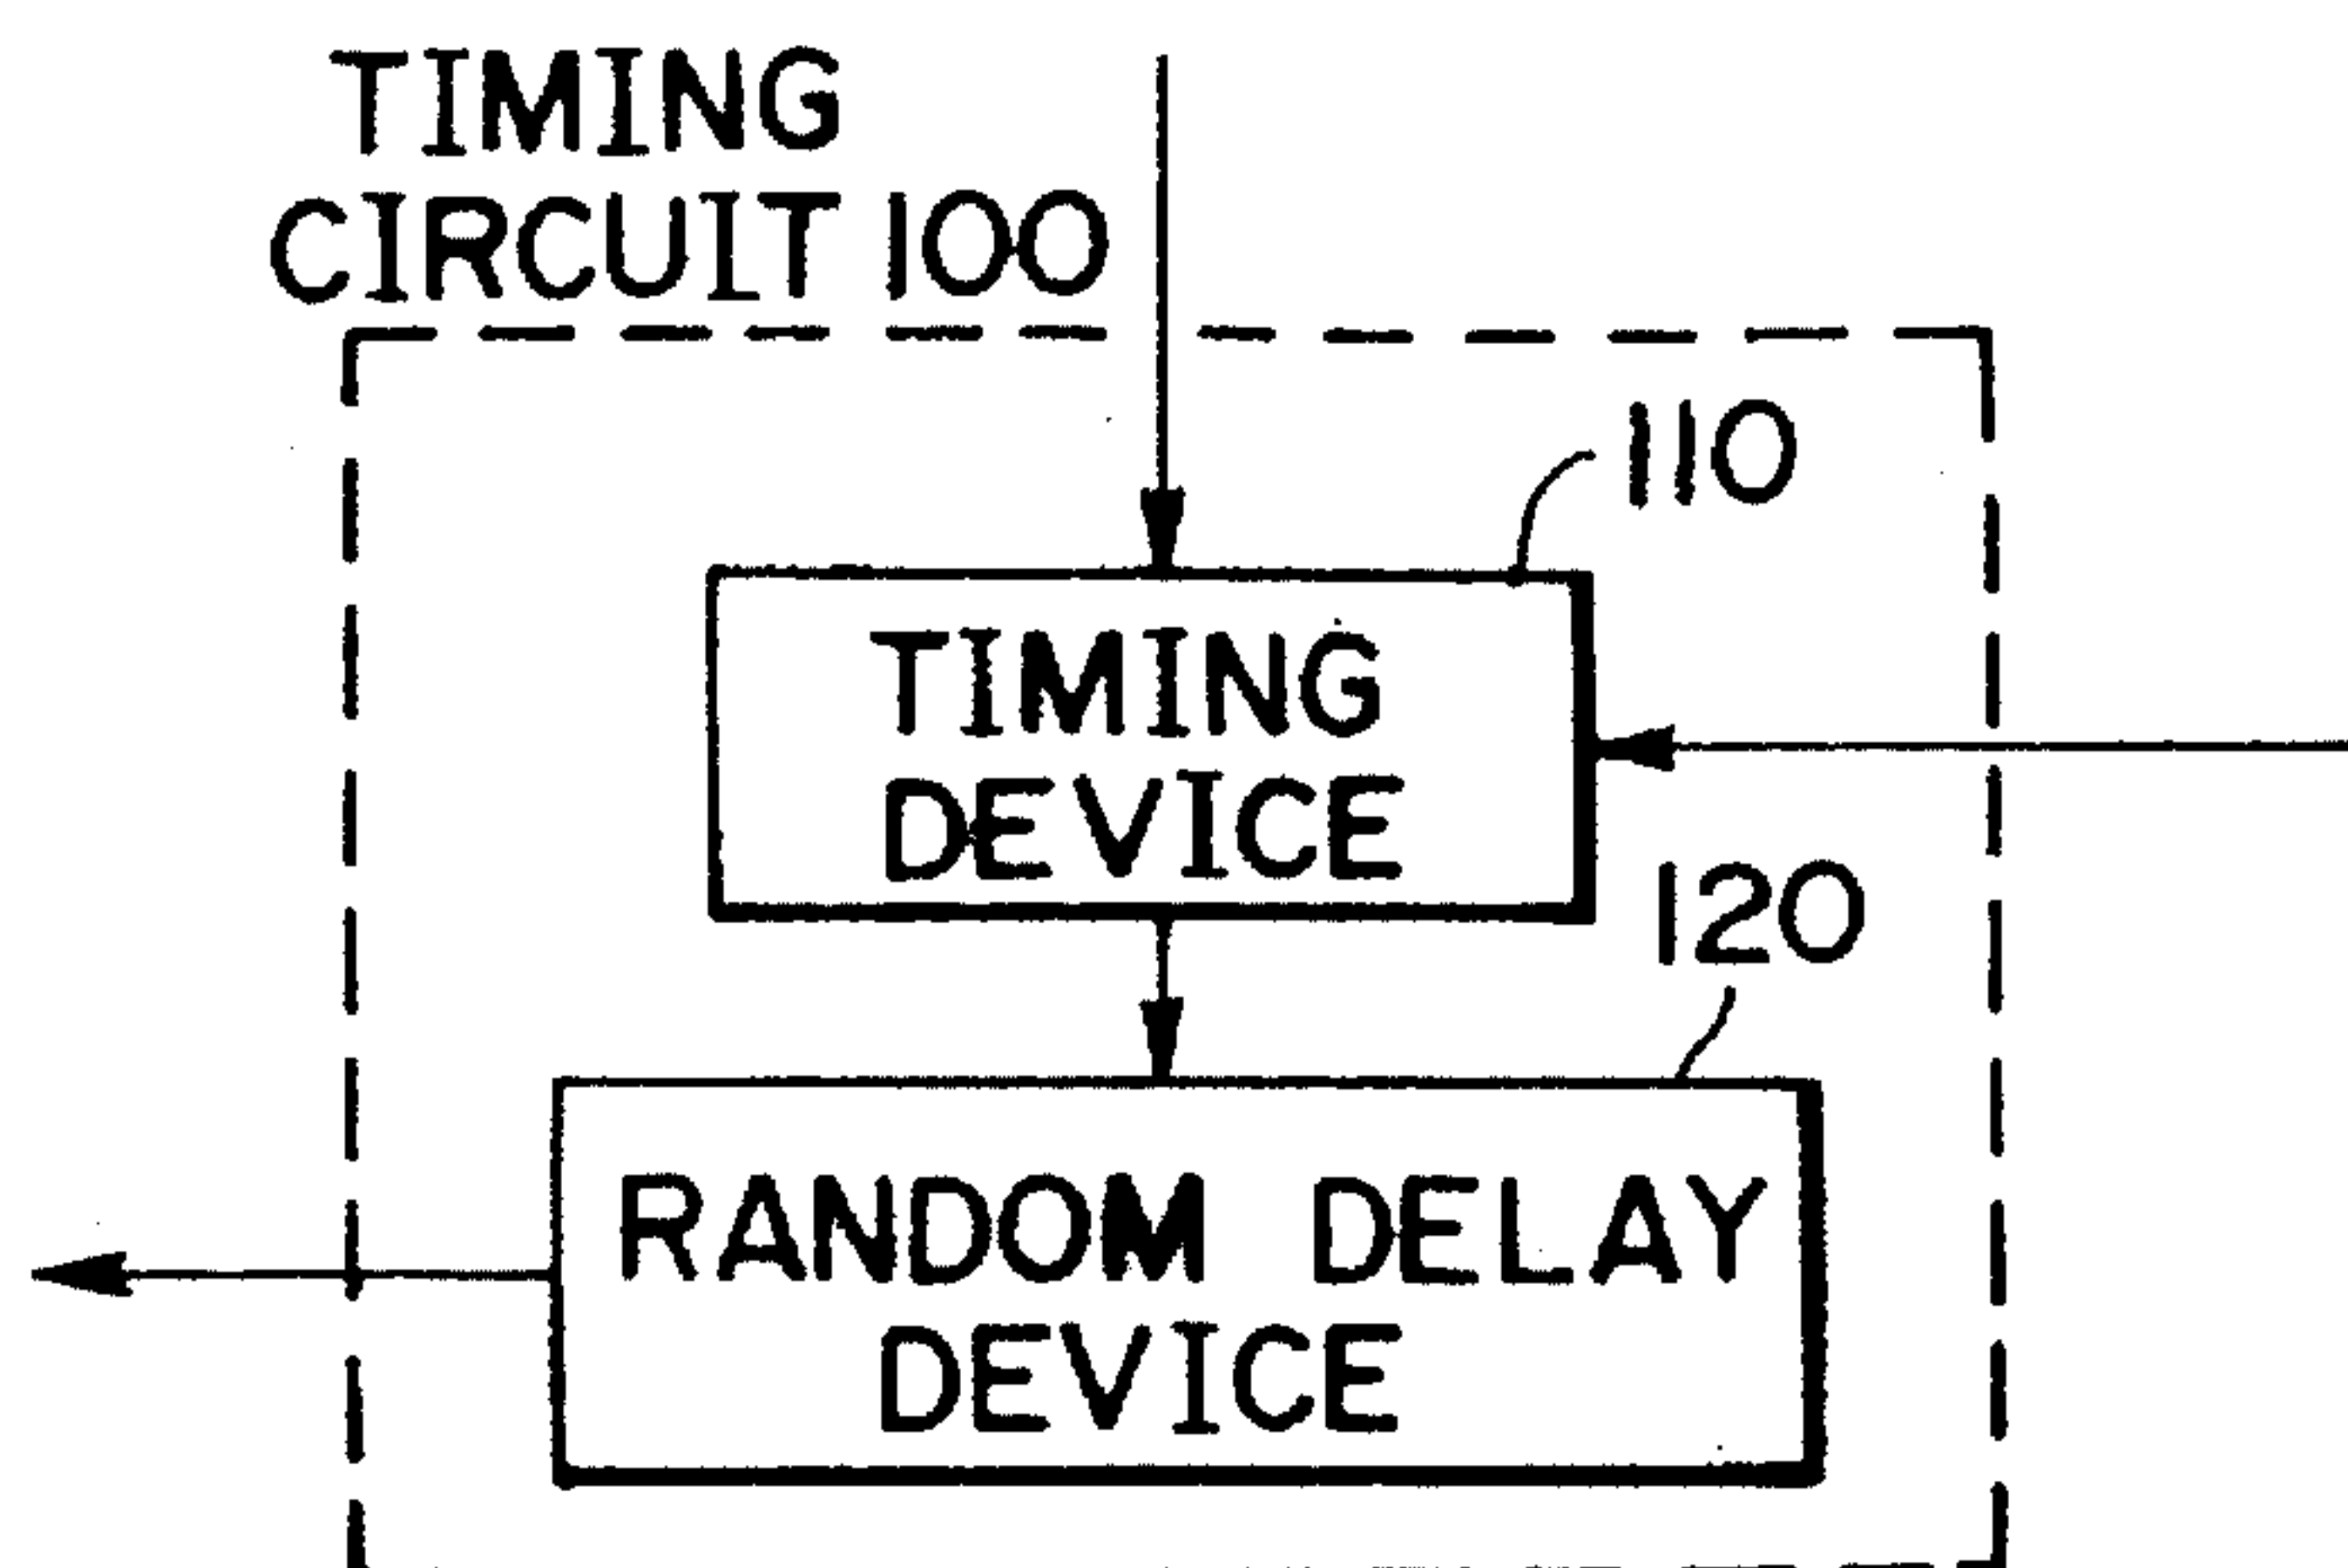 TIMING
CIRCUIT 100
110
TIMING
DEVICE
120
RANDOM DELAY
DEVICE